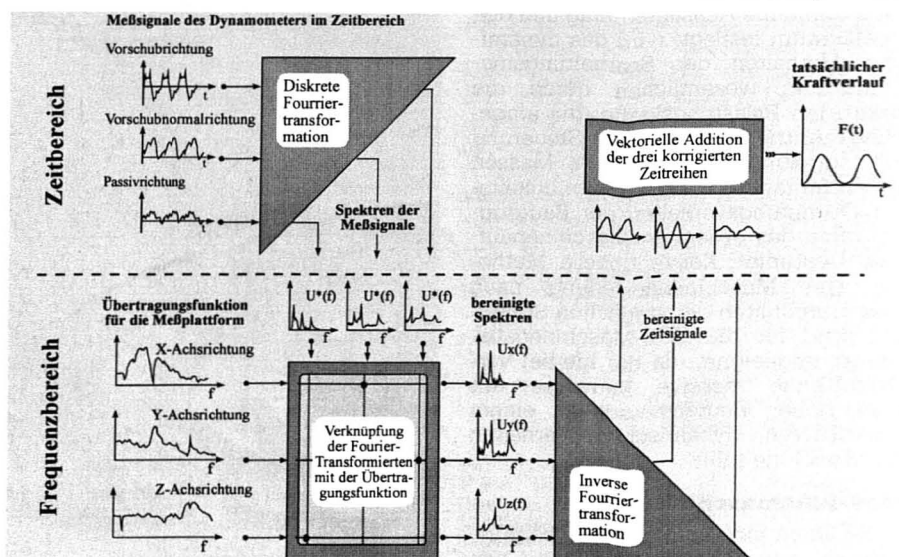 Meßsignale des Dynamometers im Zeitbereich
Zeitbereich
Vorschubrichtung
t
Vorschubnormalrichtung
t
Passivrichtung
t
Diskrete
Fourrier-
transfor-
mation
Spektren der
Meßsignale
Vektorielle Addition
der drei korrigierten
Zeitreihen
tatsächlicher
Kraftverlauf
F(t)
t
Frequenzbereich
Übertragungsfunktion
für die Meßplattform
X-Achsrichtung
f
Y-Achsrichtung
f
Z-Achsrichtung
f
U*(f)
f
U*(f)
f
U*(f)
f
Verknüpfung
der Fourier-
Transformierten
mit der Übertra-
gungsfunktion
bereinigte
Spektren
Ux(f)
f
Uy(f)
f
Uz(f)
f
Inverse
Fourrier-
transfor-
mation
bereinigte
Zeitsignale